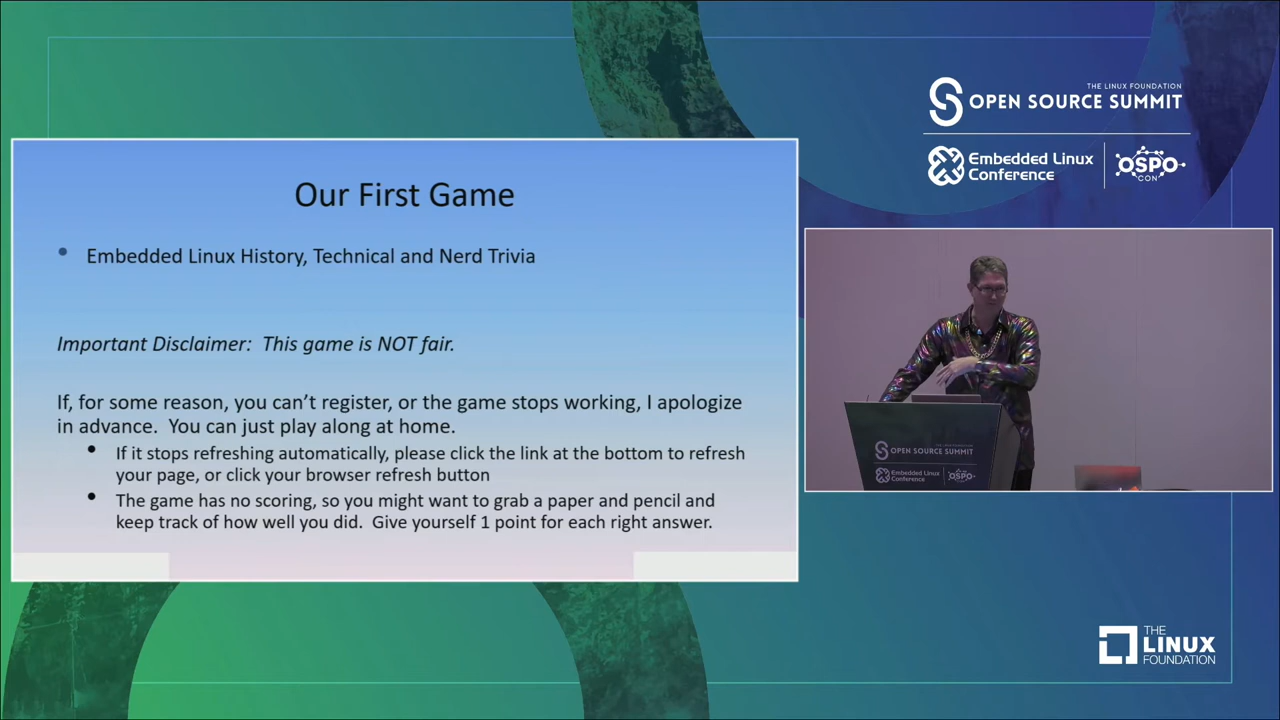 THE LINUX FOUNDATION
OPEN SOURCE SUMMIT
Embedded Linux
Conference
OSPO
CON
Our First Game
• Embedded Linux History, Technical and Nerd Trivia
Important Disclaimer: This game is NOT fair.
If, for some reason, you can’t register, or the game stops working, I apologize
in advance. You can just play along at home.
• If it stops refreshing automatically, please click the link at the bottom to refresh
your page, or click your browser refresh button
• The game has no scoring, so you might want to grab a paper and pencil and
keep track of how well you did. Give yourself 1 point for each right answer.
OPEN SOURCE SUMMIT
Embedded Linux
Conference
OSPO
CON
THE
LINUX
FOUNDATION